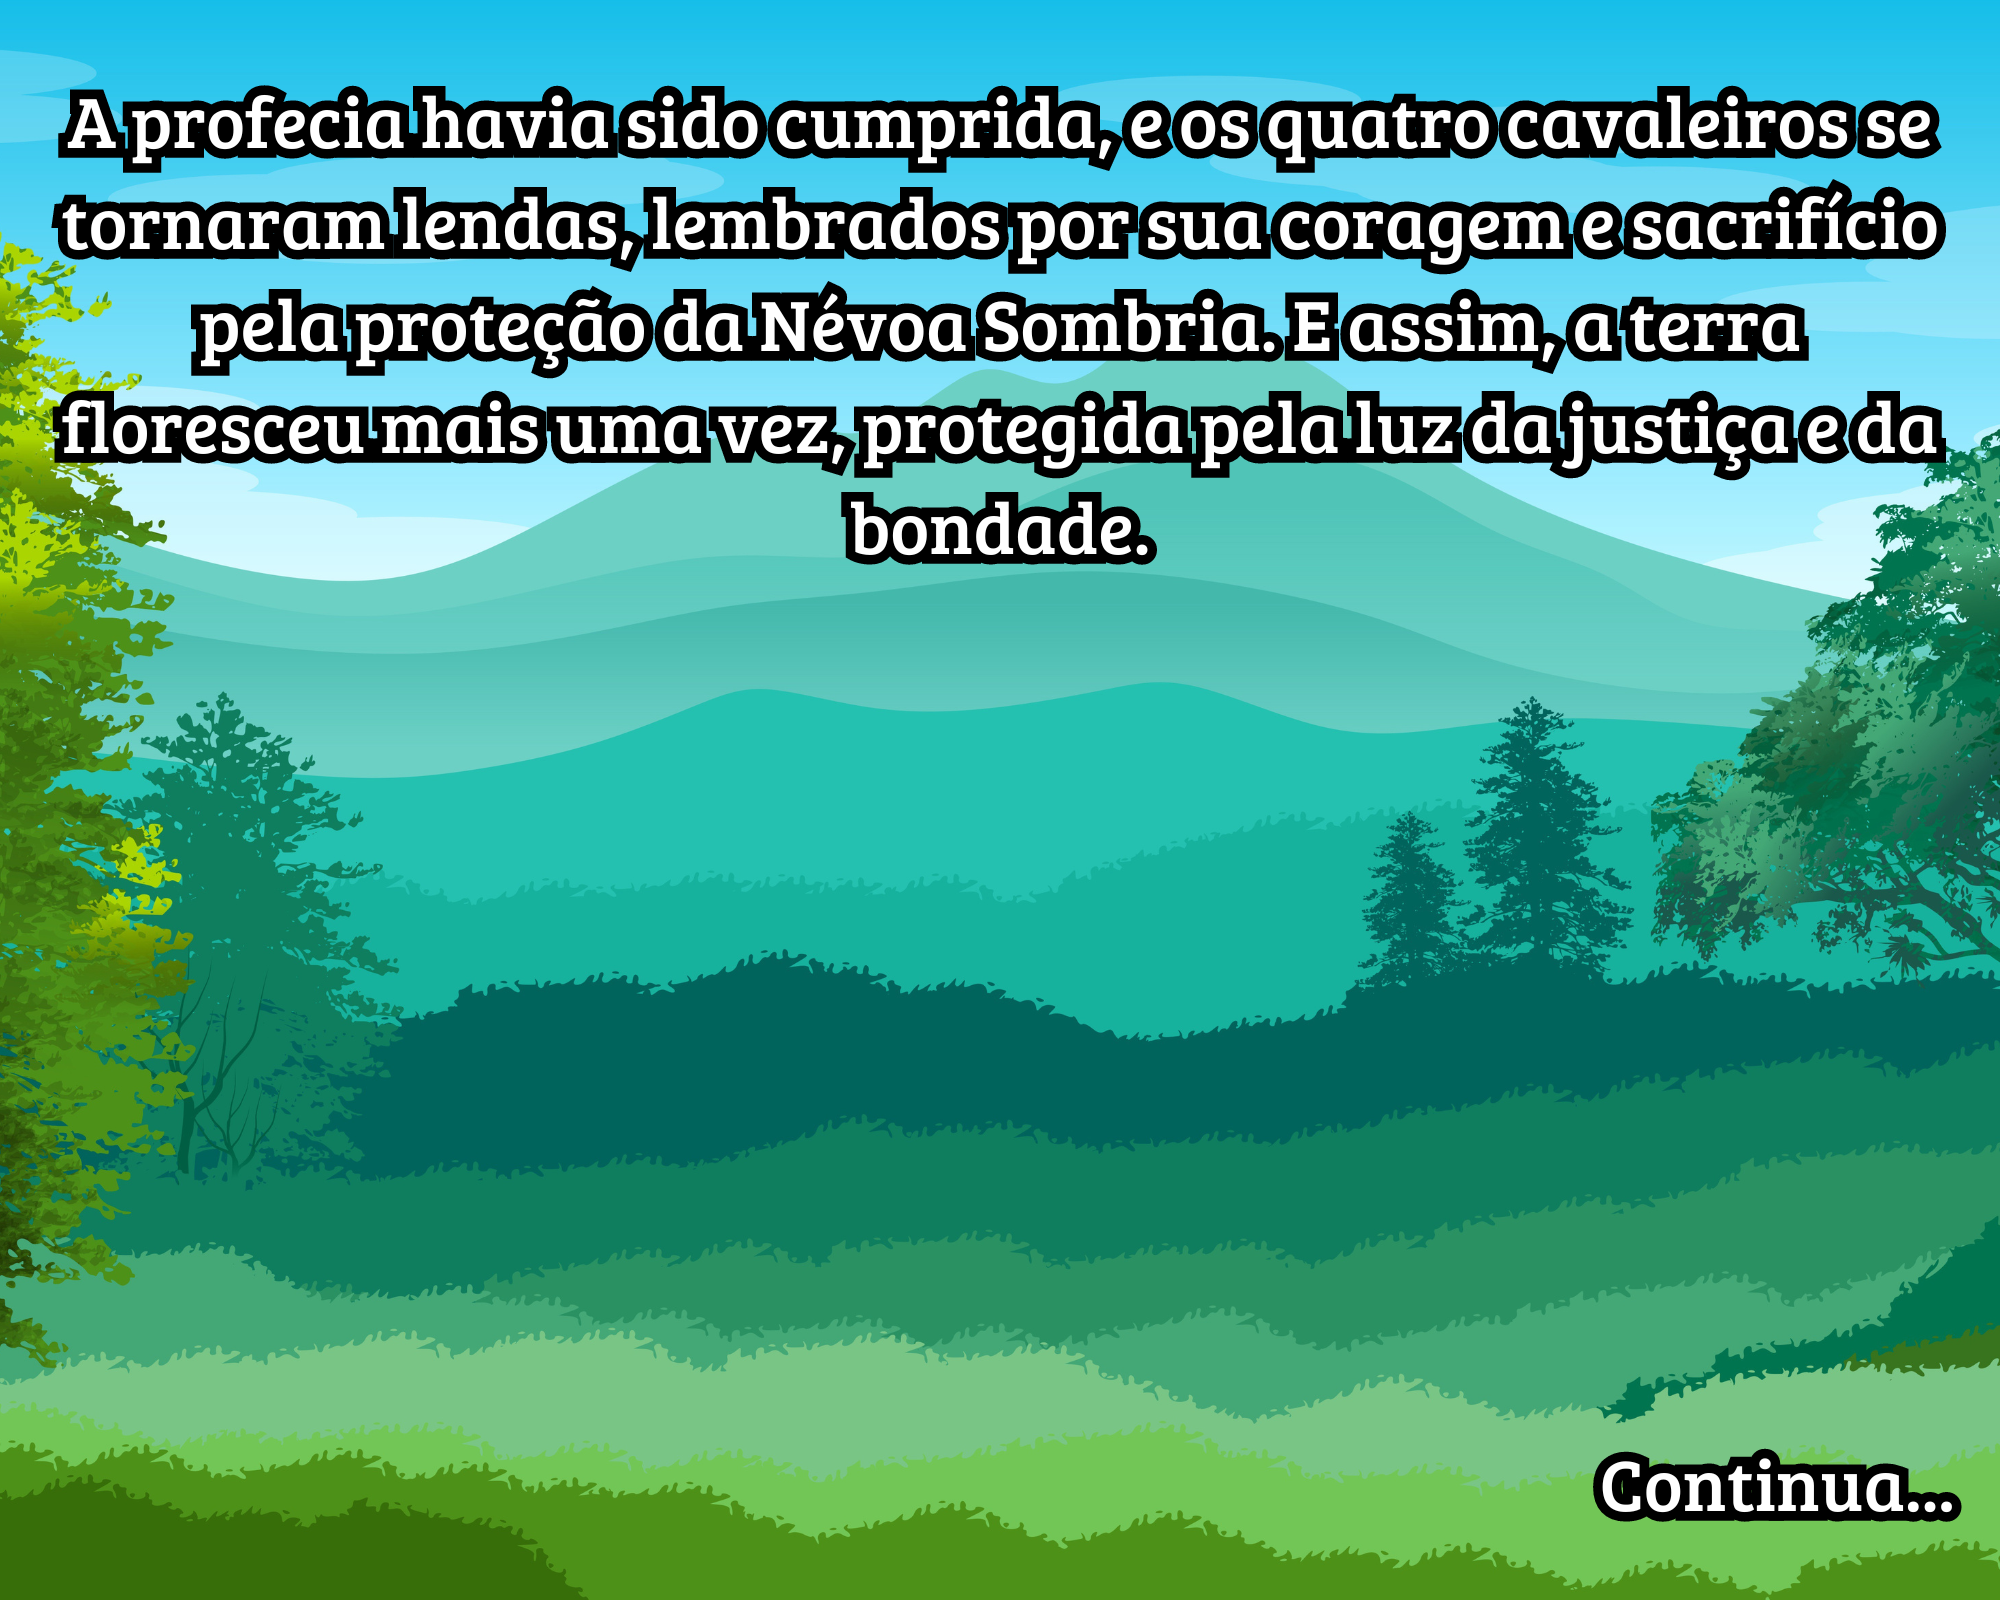 A profecia havia sido cumprida, e os quatro cavaleiros se
tornaram lendas, lembrados por sua coragem e sacrifício
pela proteção da Névoa Sombria. E assim, a terra
floresceu mais uma vez, protegida pela luz da justiça e da
bondade.
Continua...